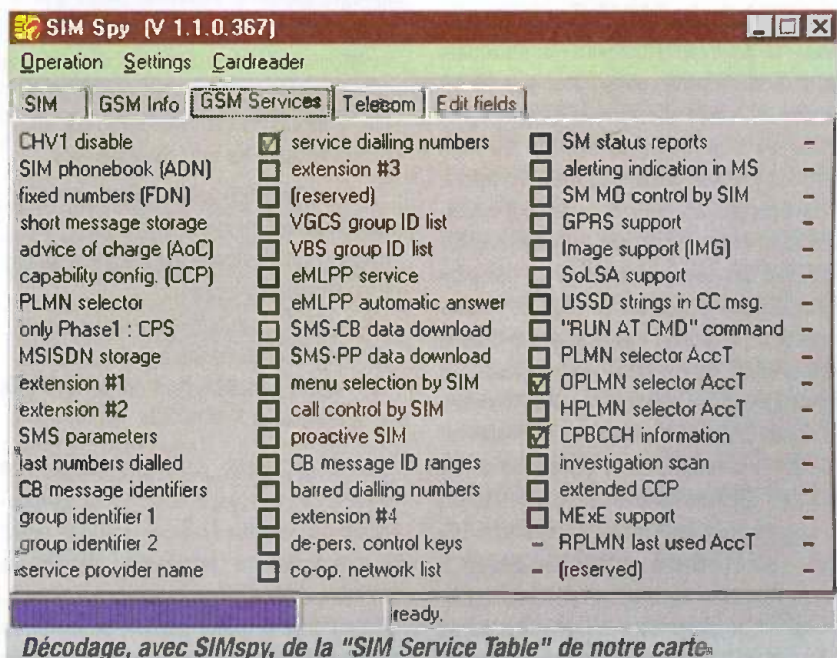 SIM Spy (V 1.1.0.367)
Operation Settings Cardreader
SIM GSM Info GSM Services Telecom Edit fields
CHV1 disable
SIM phonebook (ADN)
fixed numbers (FDN)
short message storage
advice of charge (AoC)
capability config. (CCP)
PLMN selector
only Phase1 : CPS
MSISDN storage
extension #1
extension #2
SMS parameters
last numbers dialled
CB message identifiers
group identifier 1
group identifier 2
service provider name
service dialling numbers
extension #3
(reserved)
VGCS group ID list
VBS group ID list
eMLPP service
eMLPP automatic answer
SMS-CB data download
SMS-PP data download
menu selection by SIM
call control by SIM
proactive SIM
CB message ID ranges
barred dialling numbers
extension #4
de-pers. control keys
co-op. network list
SM status reports
alerting indication in MS
SM MO control by SIM
GPRS support
Image support (IMG)
SoLSA support
USSD strings in CC msg.
"RUN AT CMD" command
PLMN selector AccT
OPLMN selector AccT
HPLMN selector AccT
CPBCCH information
investigation scan
extended CCP
MExE support
RPLMN last used AccT
(reserved)
ready.
Décodage, avec SIMspy, de la "SIM Service Table" de notre carte.